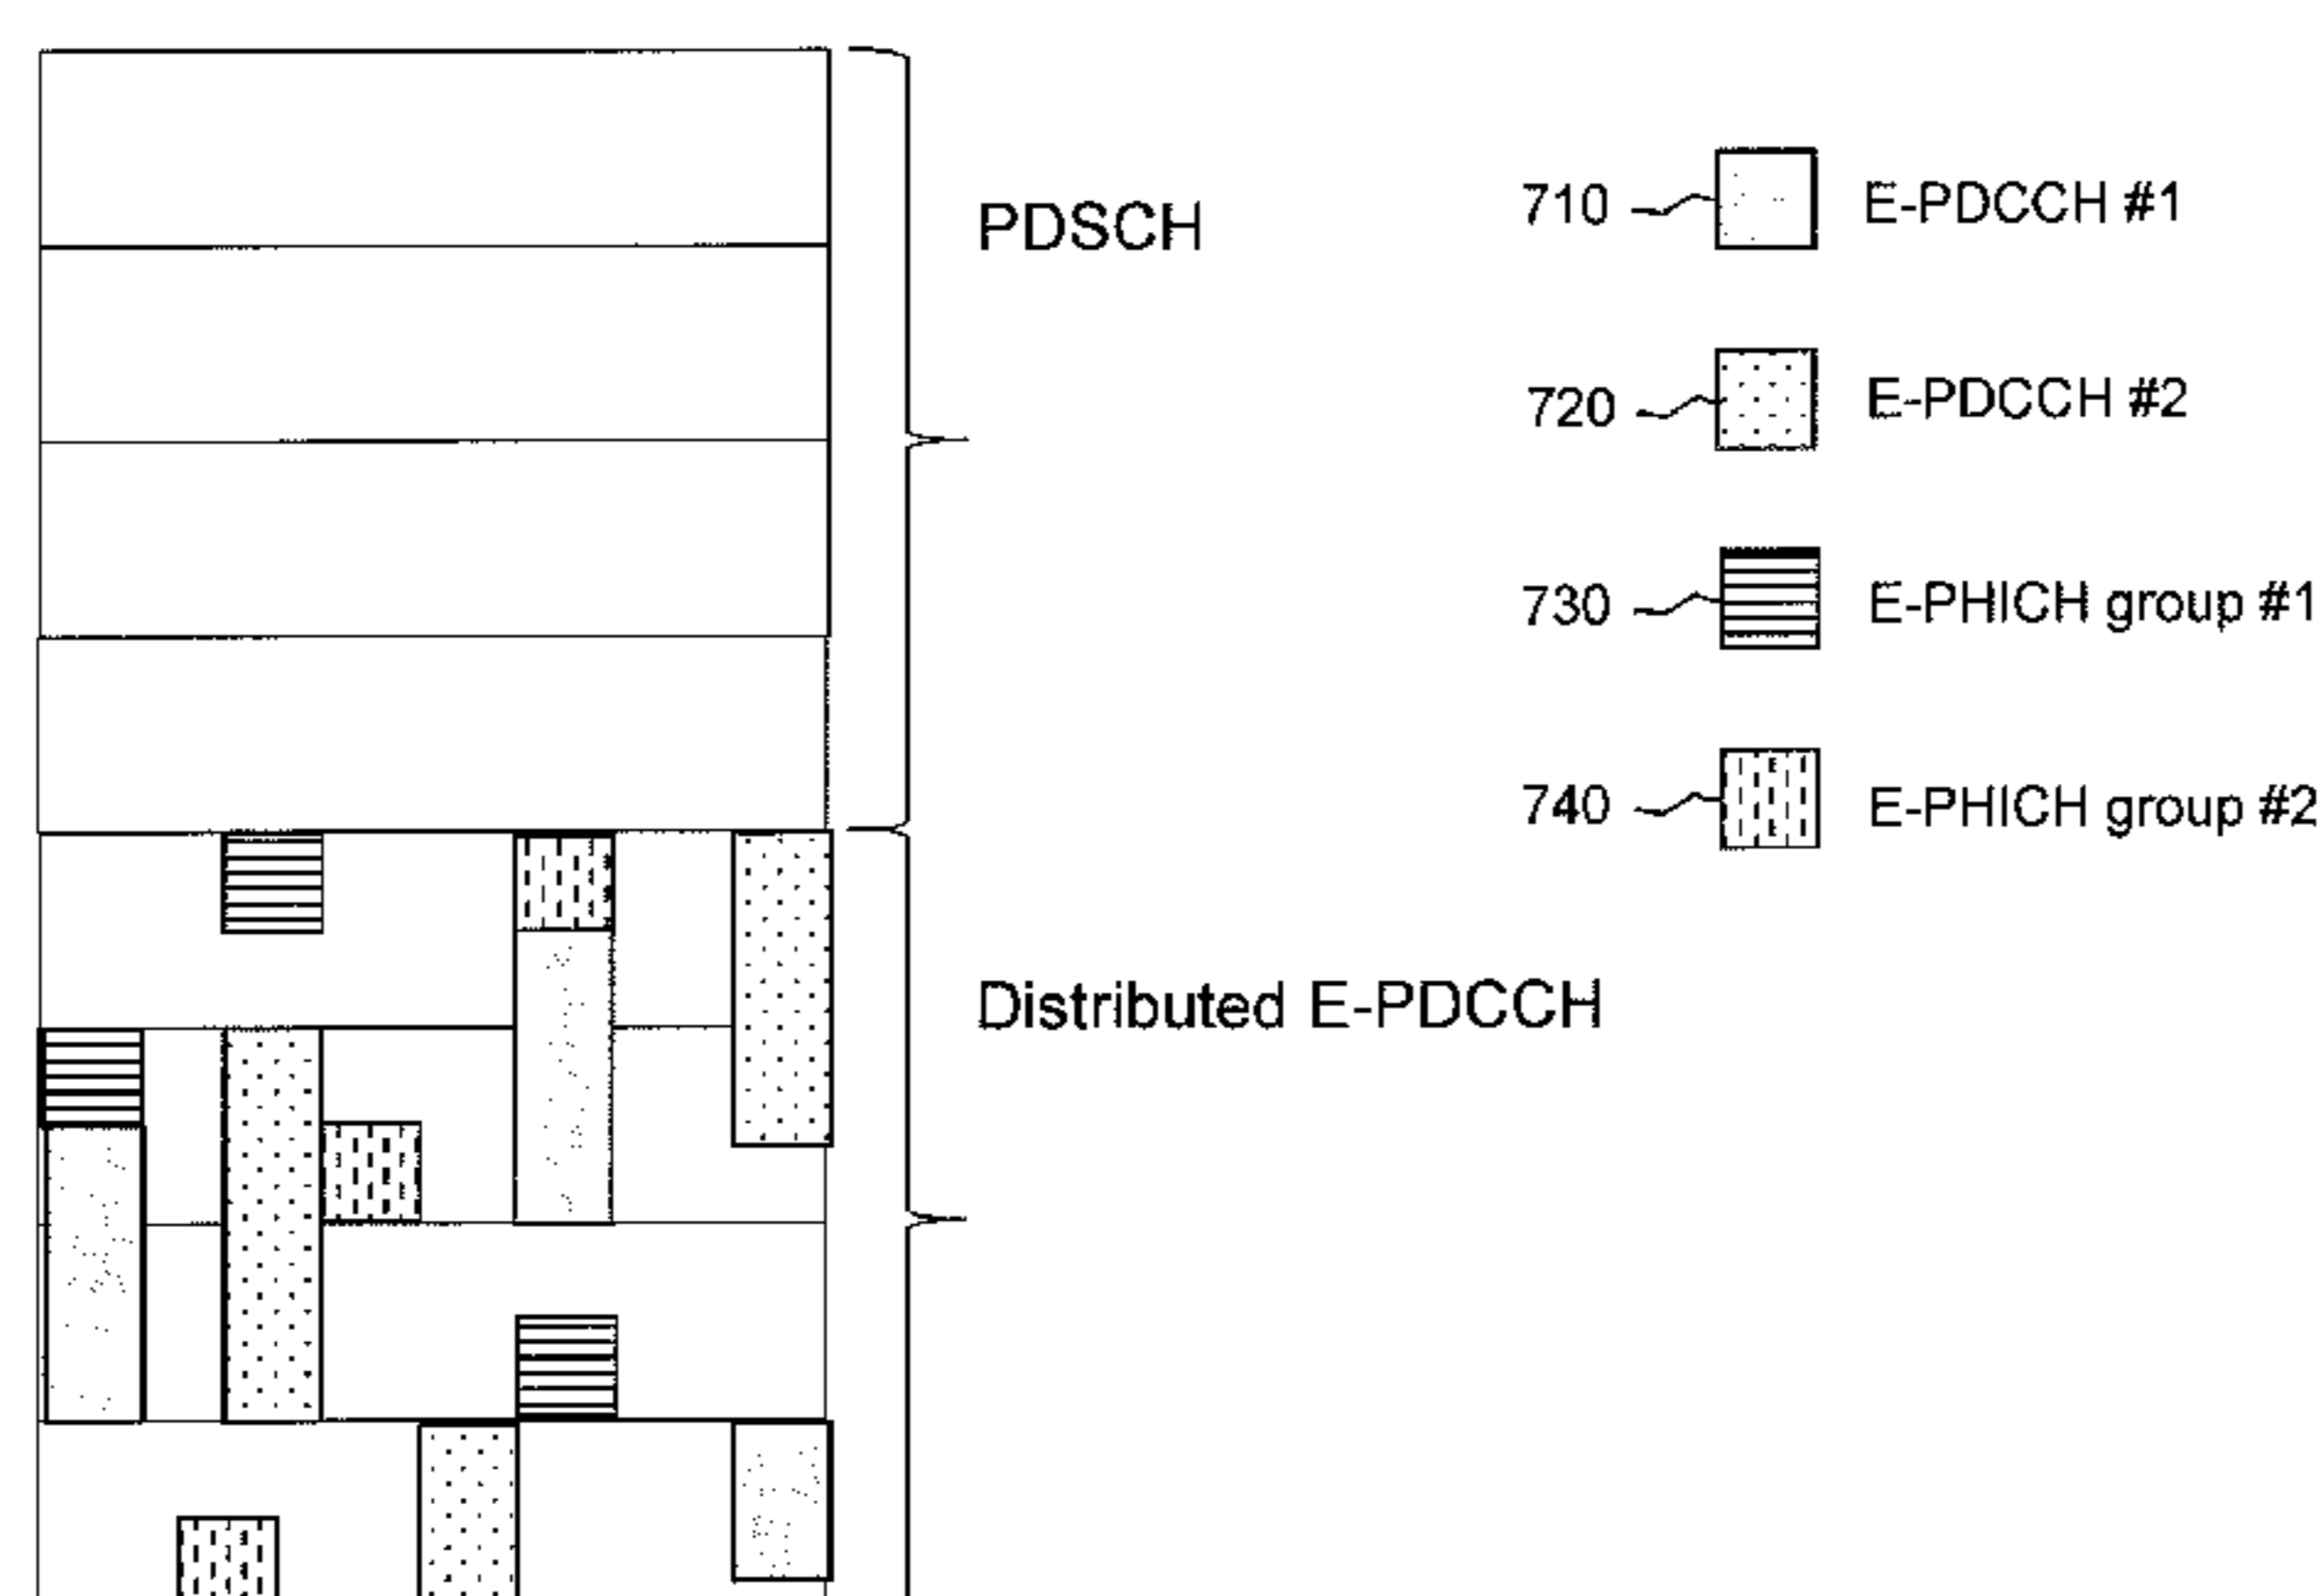 PDSCH
710 E-PDCCH #1
720 E-PDCCH #2
730 E-PHICH group #1
740 E-PHICH group #2
Distributed E-PDCCH